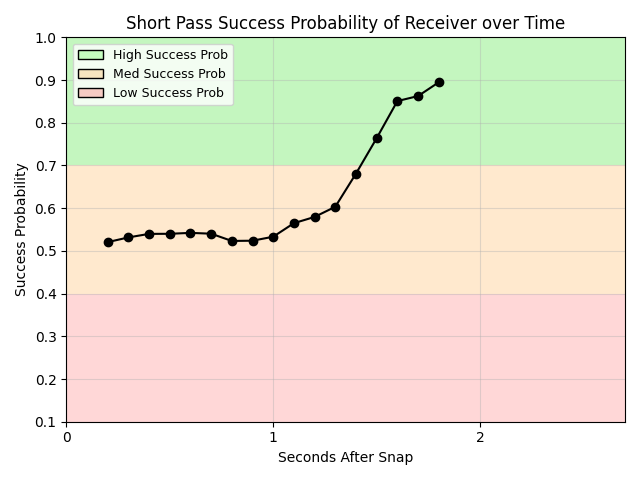 Short Pass Success Probability of Receiver over Time
High Success Prob
Med Success Prob
Low Success Prob
Success Probability
1.0
0.9
0.8
0.7
0.6
0.5
0.4
0.3
0.2
0.1
0 1 2
Seconds After Snap